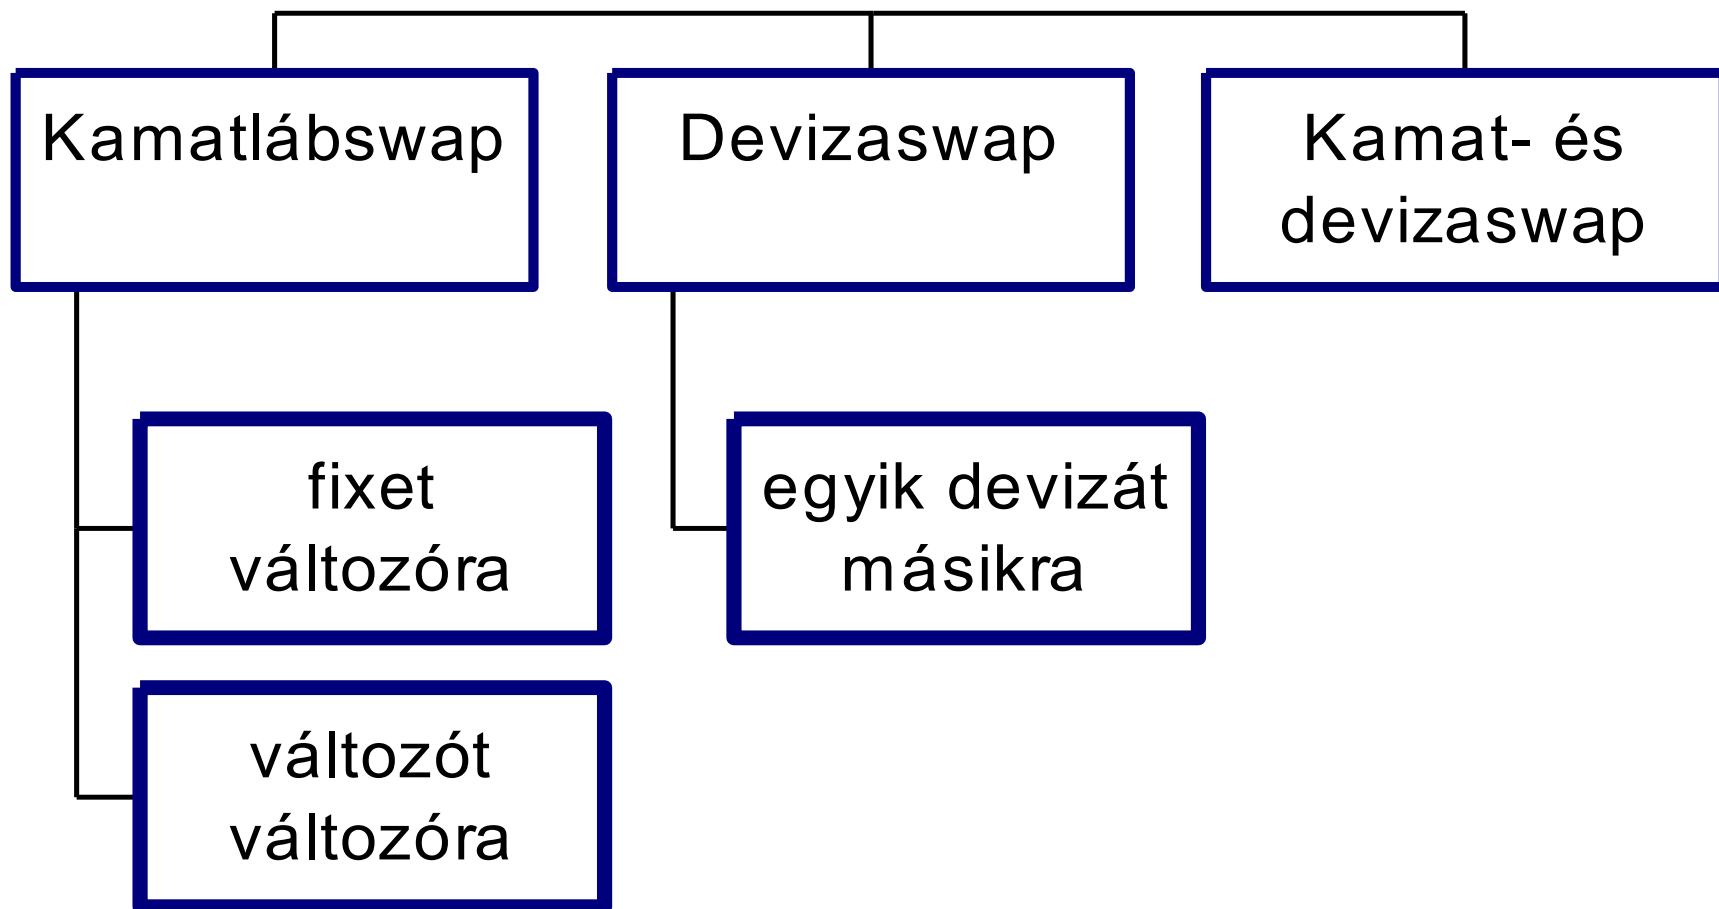 Kamatlábswap
Devizaswap
Kamat- és
devizaswap
fixet
változóra
egyik devizát
másikra
változót
változóra